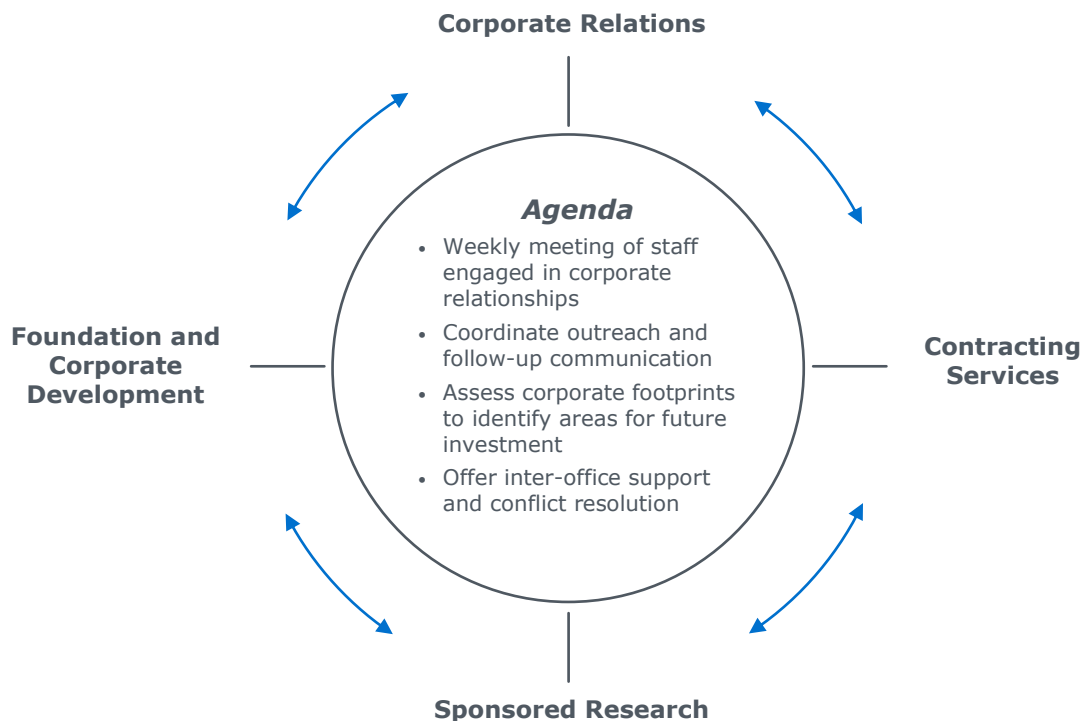 Corporate Relations
Agenda
• Weekly meeting of staff
engaged in corporate
relationships
• Coordinate outreach and
follow-up communication
• Assess corporate footprints
to identify areas for future
investment
• Offer inter-office support
and conflict resolution
Foundation and
Corporate
Development
Contracting
Services
Sponsored Research